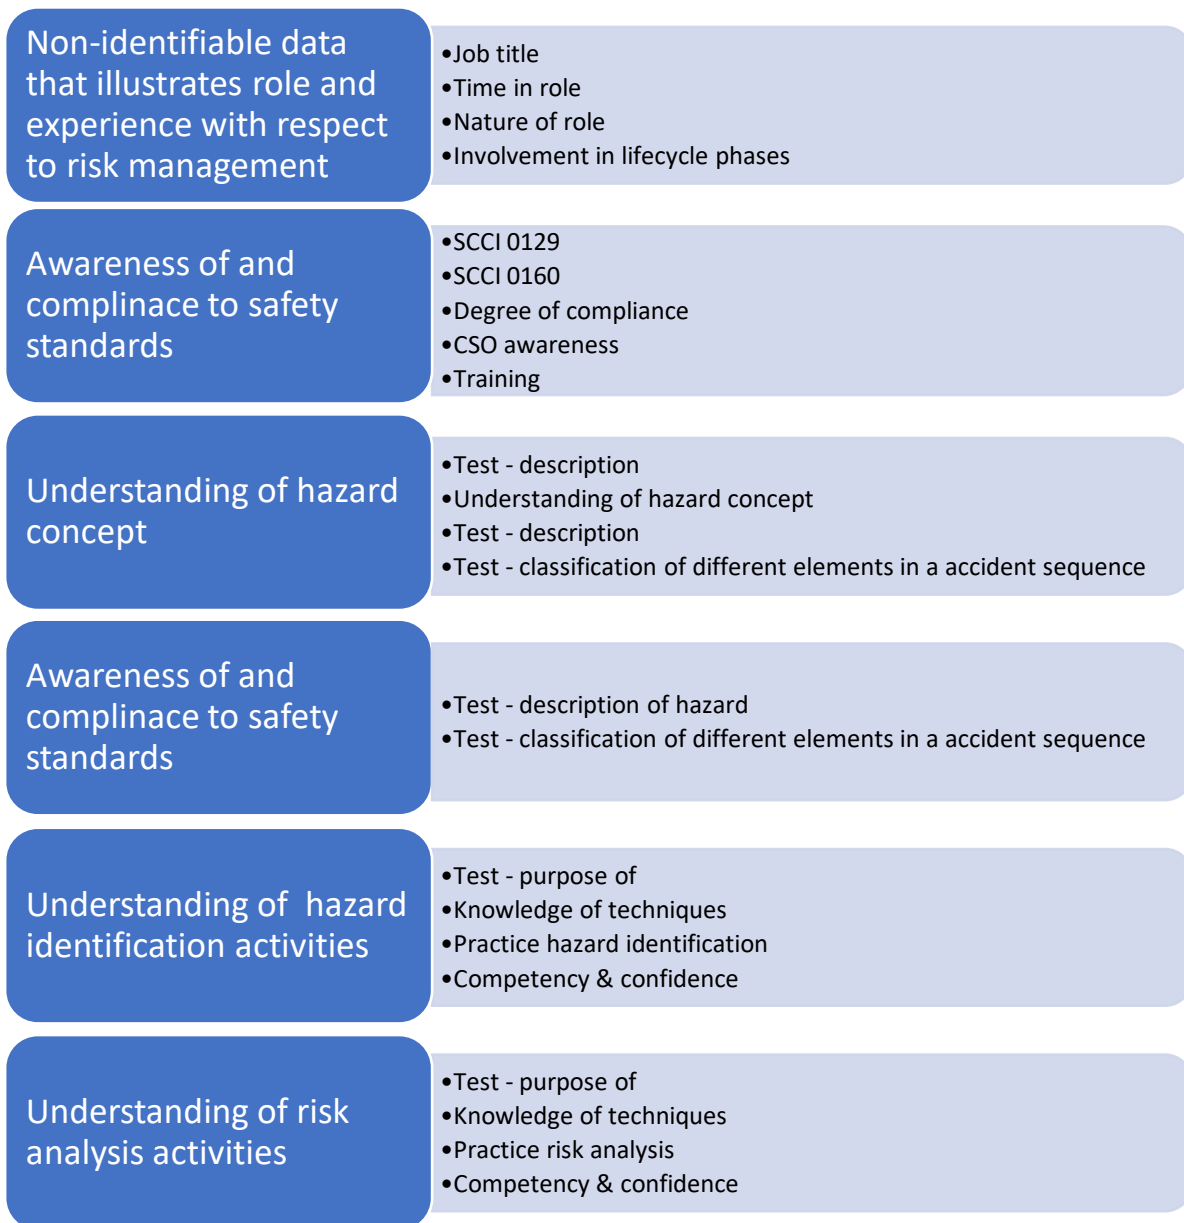 Non-identifiable data
that illustrates role and
experience with respect
to risk management
•Job title
•Time in role
•Nature of role
•Involvement in lifecycle phases
Awareness of and
complinace to safety
standards
•SCCI 0129
•SCCI 0160
•Degree of compliance
•CSO awareness
•Training
Understanding of hazard
concept
•Test - description
•Understanding of hazard concept
•Test - description
•Test - classification of different elements in a accident sequence
Awareness of and
complinace to safety
standards
•Test - description of hazard
•Test - classification of different elements in a accident sequence
Understanding of  hazard
identification activities
•Test - purpose of
•Knowledge of techniques
•Practice hazard identification
•Competency & confidence
Understanding of risk
analysis activities
•Test - purpose of
•Knowledge of techniques
•Practice risk analysis
•Competency & confidence